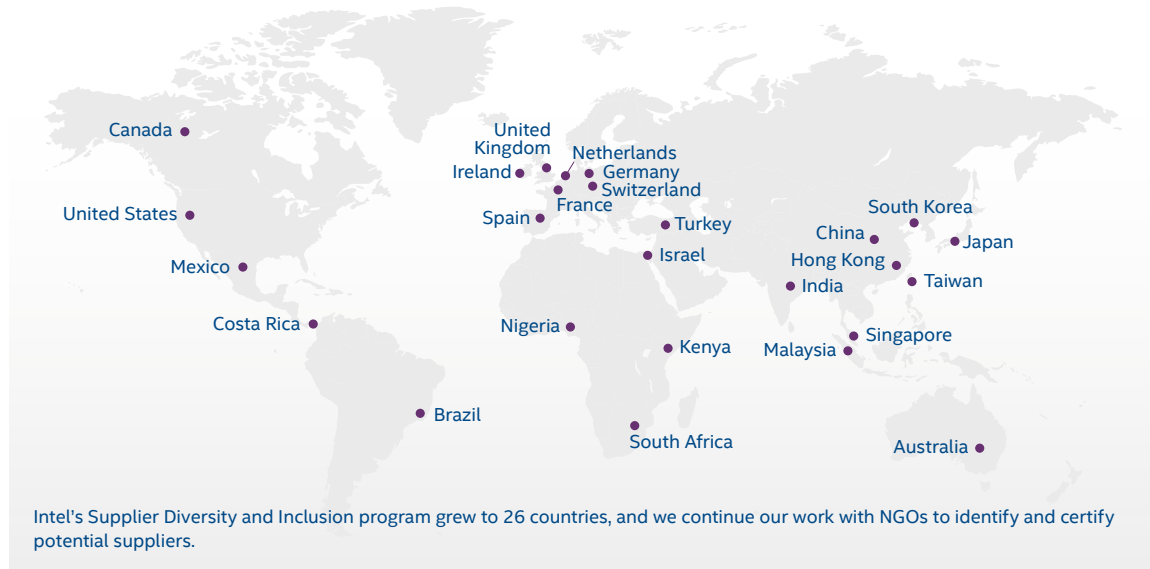 Canada
United
Kingdom
Netherlands
Ireland
Germany
Switzerland
France
United States
Spain
Turkey
South Korea
China
Japan
Israel
Hong Kong
Mexico
India
Taiwan
Costa Rica
Nigeria
Singapore
Kenya
Malaysia
Brazil
South Africa
Australia
Intel’s Supplier Diversity and Inclusion program grew to 26 countries, and we continue our work with NGOs to identify and certify
potential suppliers.